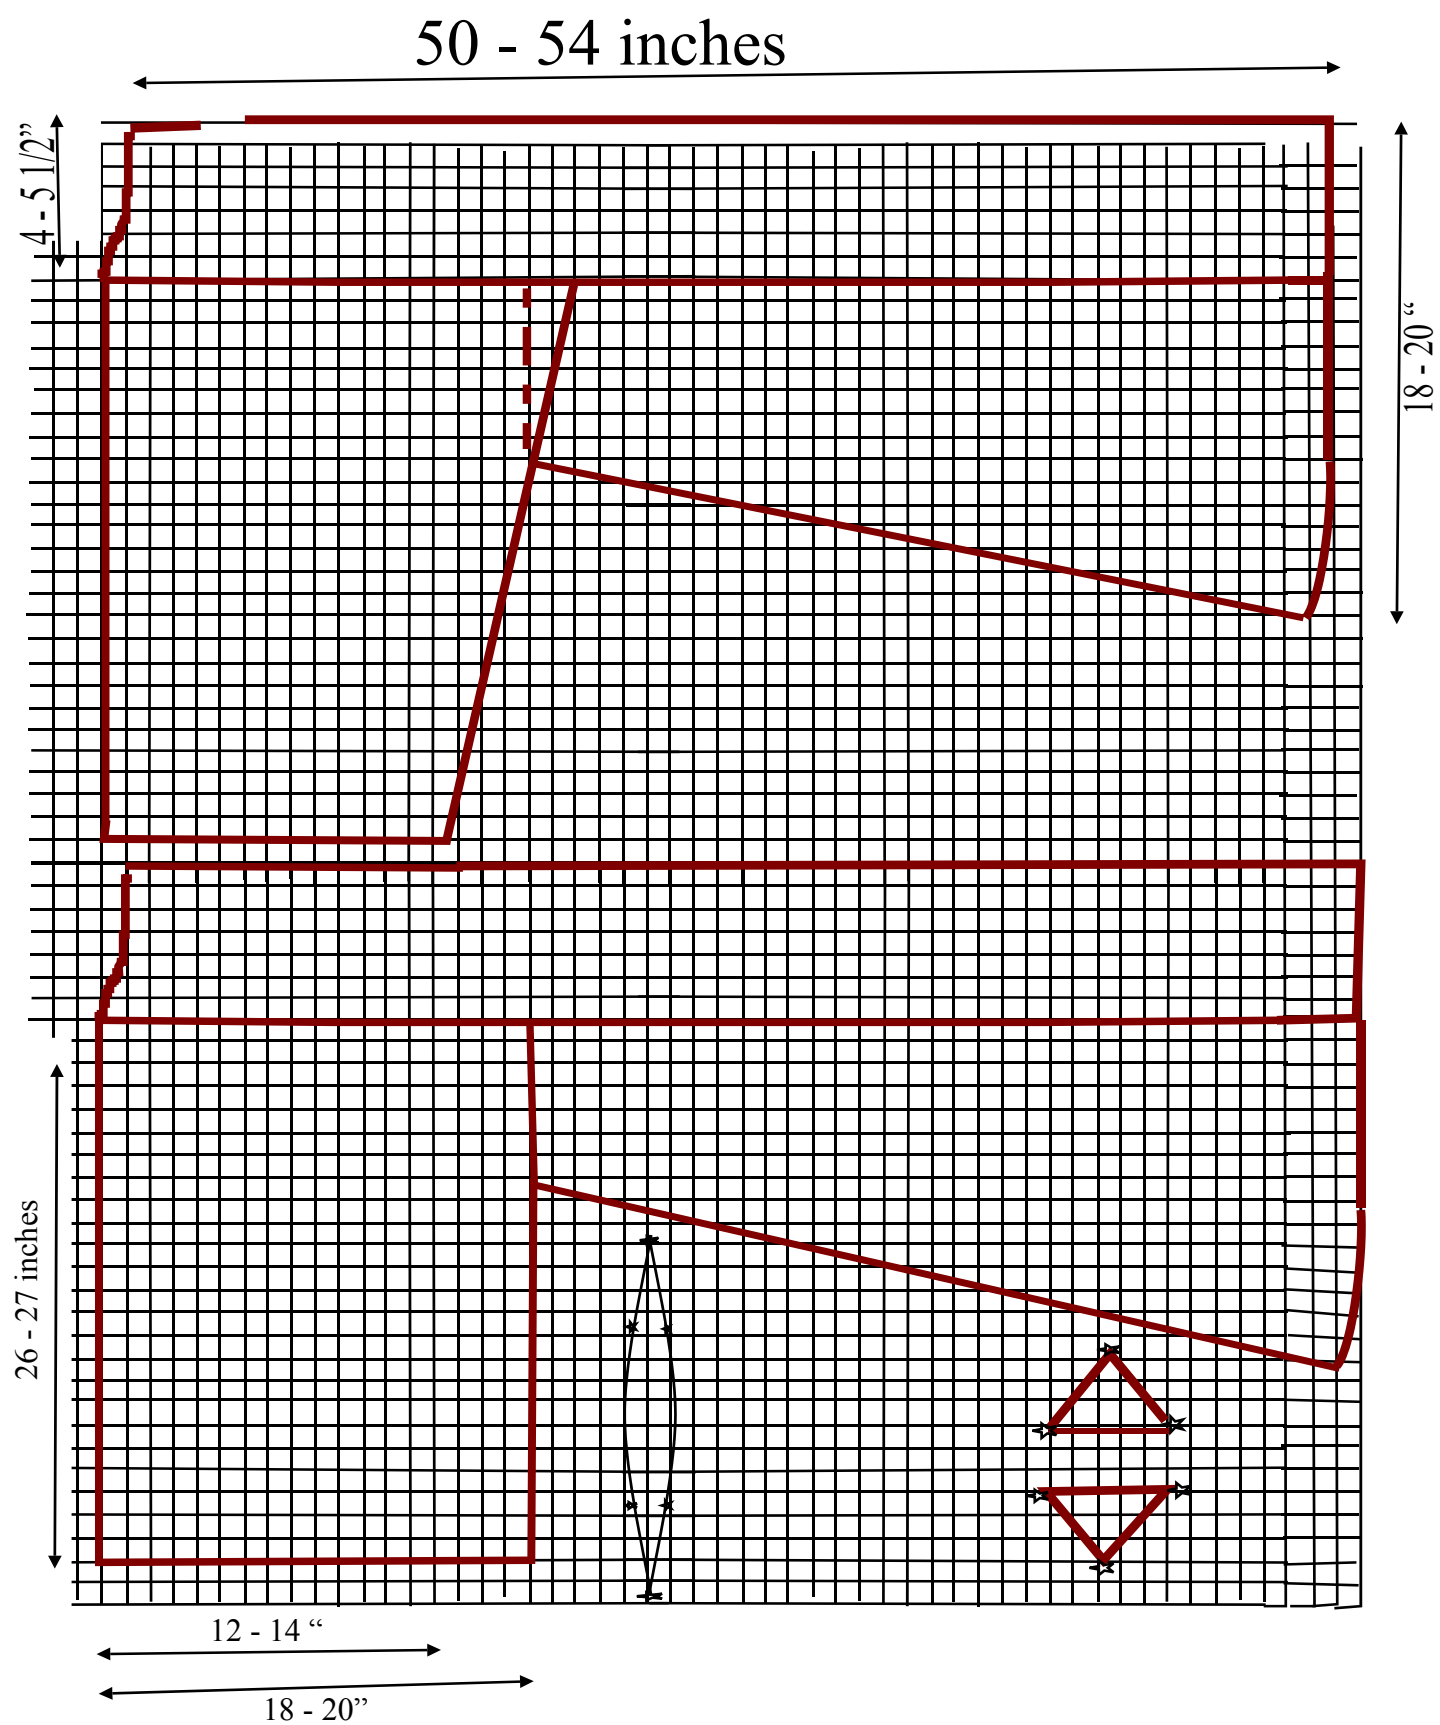 50 - 54 inches
4 - 5 1/2”
18 - 20 “
26 - 27 inches
12 - 14 “
18 - 20”